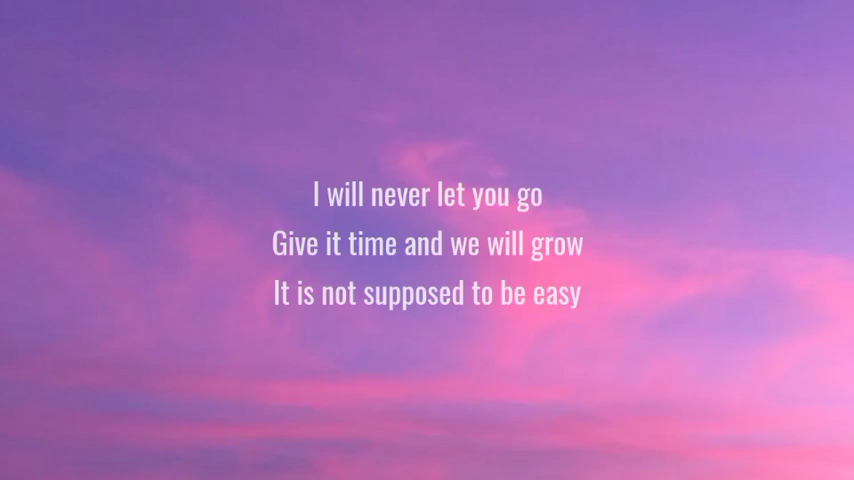 I will never let you go
Give it time and we will grow
It is not supposed to be easy